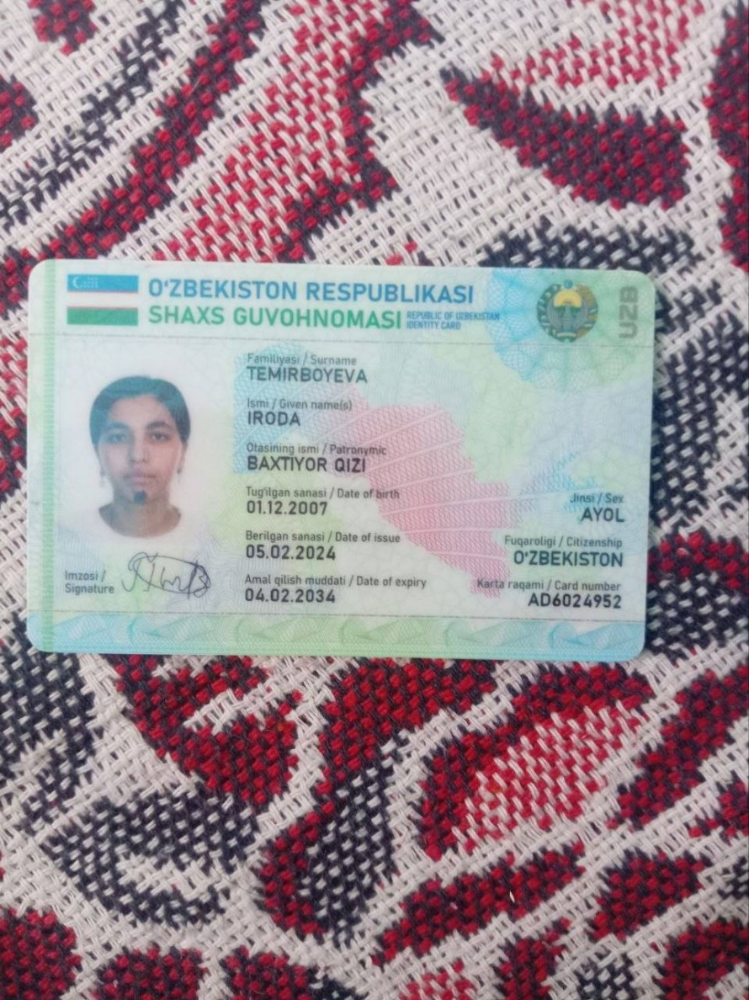 O‘ZBEKISTON RESPUBLIKASI
SHAXS GUVOHNOMASI
REPUBLIC OF UZBEKISTAN
IDENTITY CARD
UZB
Familiyasi / Surname
TEMIRBOYEVA
Ismi / Given name(s)
IRODA
Otasining ismi / Patronymic
BAXTIYOR QIZI
Tug‘ilgan sanasi / Date of birth
01.12.2007
Jinsi / Sex
AYOL
Berilgan sanasi / Date of issue
05.02.2024
Fuqaroligi / Citizenship
O‘ZBEKISTON
Imzosi /
Signature
Amal qilish muddati / Date of expiry
04.02.2034
Karta raqami / Card number
AD6024952